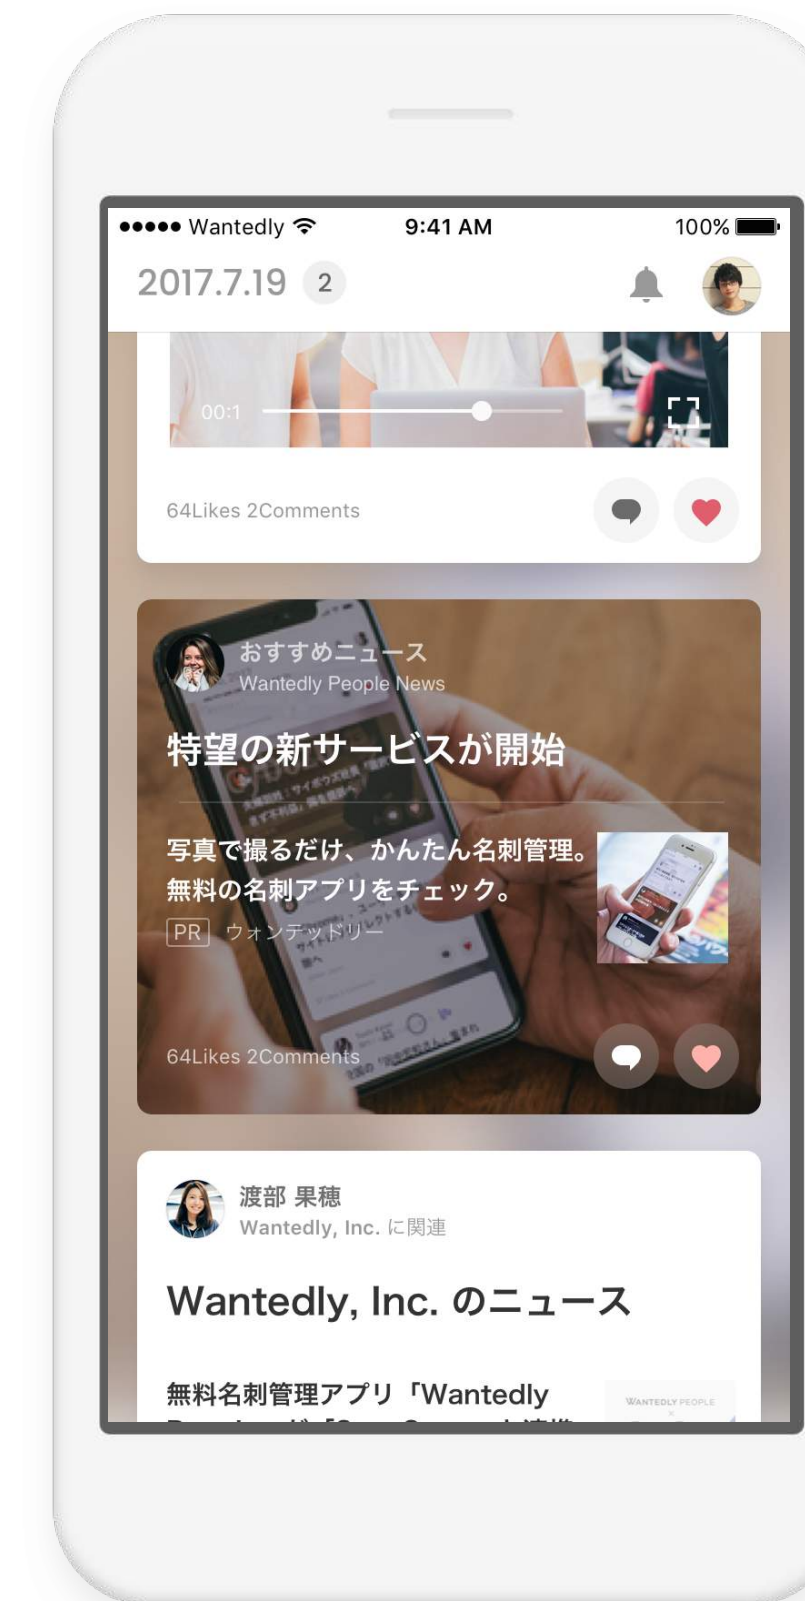 Wantedly 9:41 AM 100%
2017.7.19 2
00:1
64Likes 2Comments
おすすめニュース
Wantedly People News
特望の新サービスが開始
写真で撮るだけ、かんたん名刺管理。
無料の名刺アプリをチェック。
PR ウォンテッドリー
64Likes 2Comments
渡部 果穂
Wantedly, Inc. に関連
Wantedly, Inc. のニュース
無料名刺管理アプリ「Wantedly
WANTEDLY PEOPLE
×